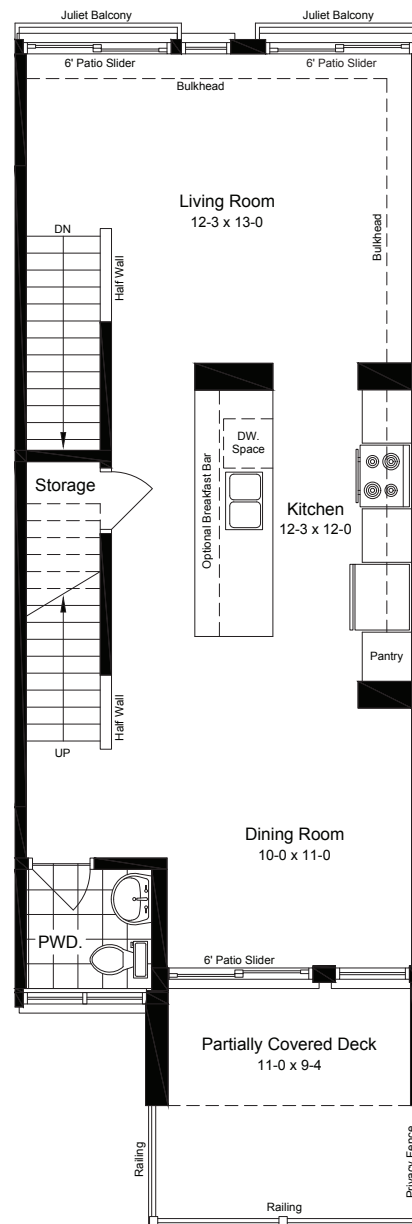 Juliet Balcony
Juliet Balcony
6' Patio Slider
6' Patio Slider
Bulkhead
Living Room
12-3 x 13-0
DN
Half Wall
Bulkhead
DW.
Space
Storage
Optional Breakfast Bar
Kitchen
12-3 x 12-0
Pantry
Half Wall
UP
Dining Room
10-0 x 11-0
PWD.
6' Patio Slider
Partially Covered Deck
11-0 x 9-4
Railing
Privacy Fence
Railing